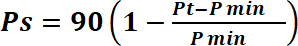 Ps = 90 (1 − (Pt−P min) / (P min))